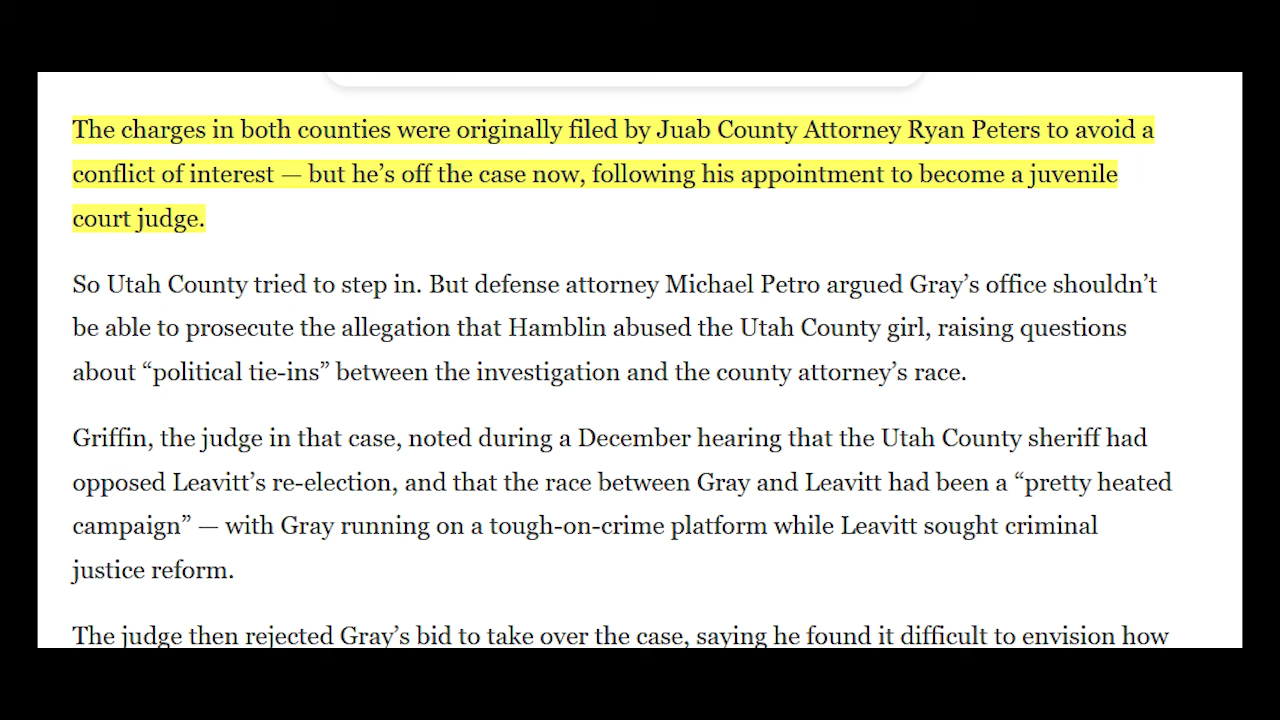 The charges in both counties were originally filed by Juab County Attorney Ryan Peters to avoid a
conflict of interest — but he’s off the case now, following his appointment to become a juvenile
court judge.
So Utah County tried to step in. But defense attorney Michael Petro argued Gray’s office shouldn’t
be able to prosecute the allegation that Hamblin abused the Utah County girl, raising questions
about “political tie-ins” between the investigation and the county attorney’s race.
Griffin, the judge in that case, noted during a December hearing that the Utah County sheriff had
opposed Leavitt’s re-election, and that the race between Gray and Leavitt had been a “pretty heated
campaign” — with Gray running on a tough-on-crime platform while Leavitt sought criminal
justice reform.
The judge then rejected Gray’s bid to take over the case, saying he found it difficult to envision how